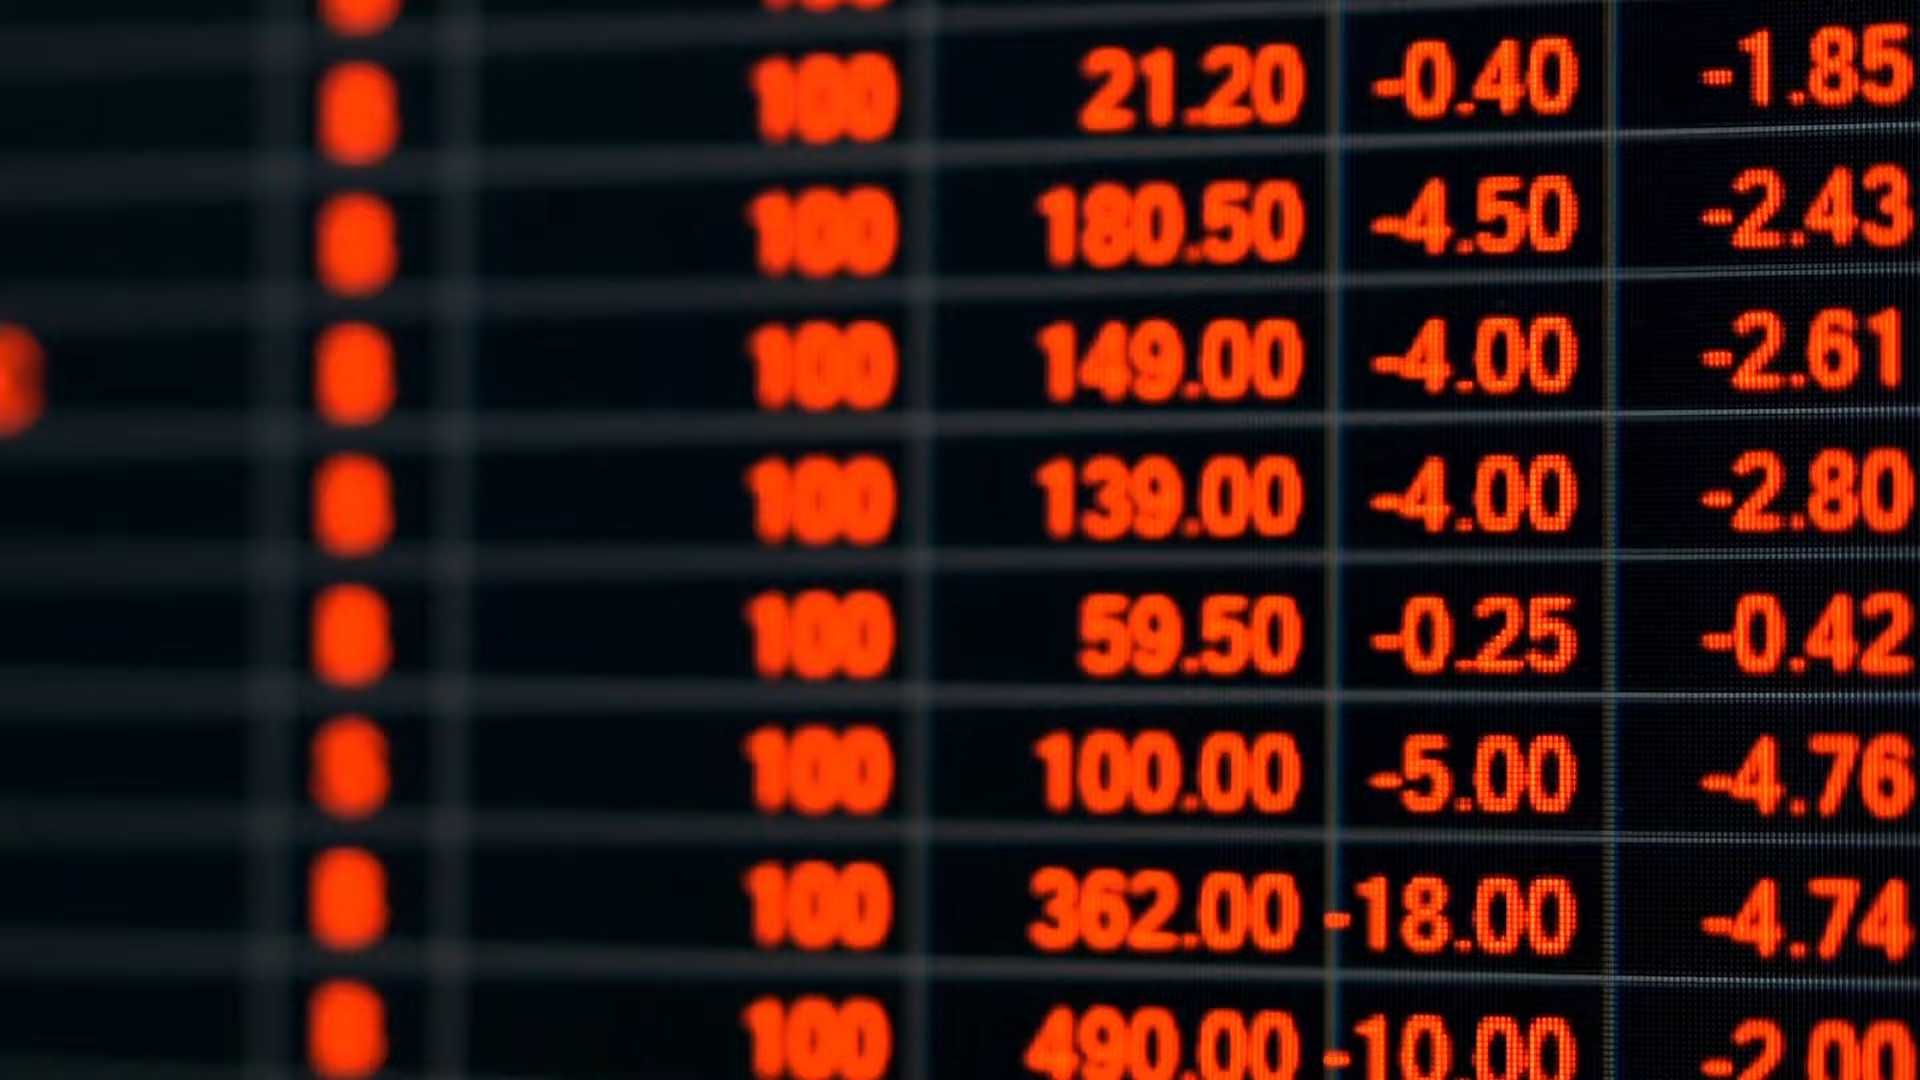 100 21.20 -0.40 -1.85
100 180.50 -4.50 -2.43
100 149.00 -4.00 -2.61
100 139.00 -4.00 -2.80
100 59.50 -0.25 -0.42
100 100.00 -5.00 -4.76
100 362.00 -18.00 -4.74
100 490.00 -10.00 -2.00